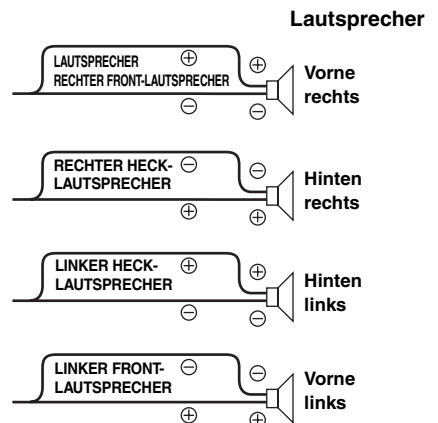 Lautsprecher
LAUTSPRECHER
RECHTER FRONT-LAUTSPRECHER
⊕
⊕
⊖
⊖
Vorne
rechts
RECHTER HECK-
LAUTSPRECHER
⊖
⊖
⊕
⊕
Hinten
rechts
LINKER HECK-
LAUTSPRECHER
⊕
⊕
⊖
⊖
Hinten
links
LINKER FRONT-
LAUTSPRECHER
⊖
⊖
⊕
⊕
Vorne
links